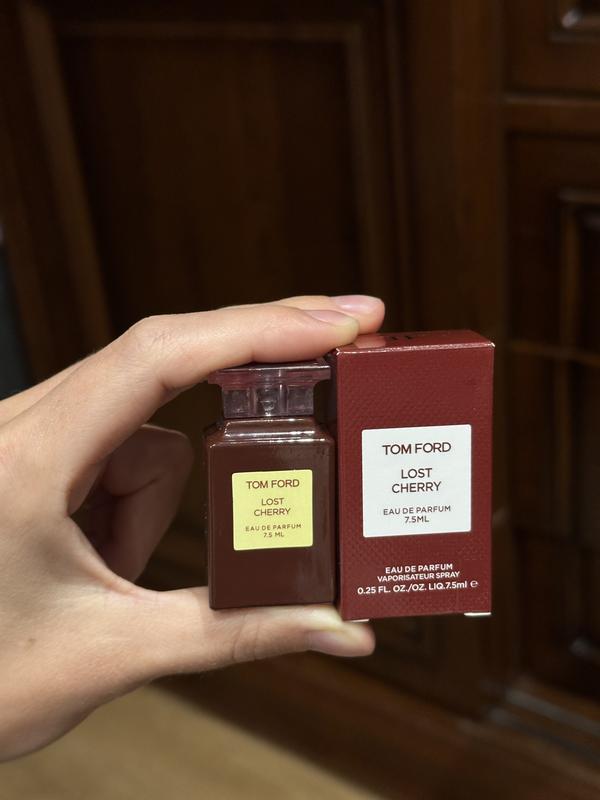 TOM FORD
LOST
CHERRY
EAU DE PARFUM
7.5 ML
TOM FORD
LOST
CHERRY
EAU DE PARFUM
7.5ML
EAU DE PARFUM
VAPORISATEUR SPRAY
0.25 FL. OZ./OZ. LIQ.7.5ml ℮